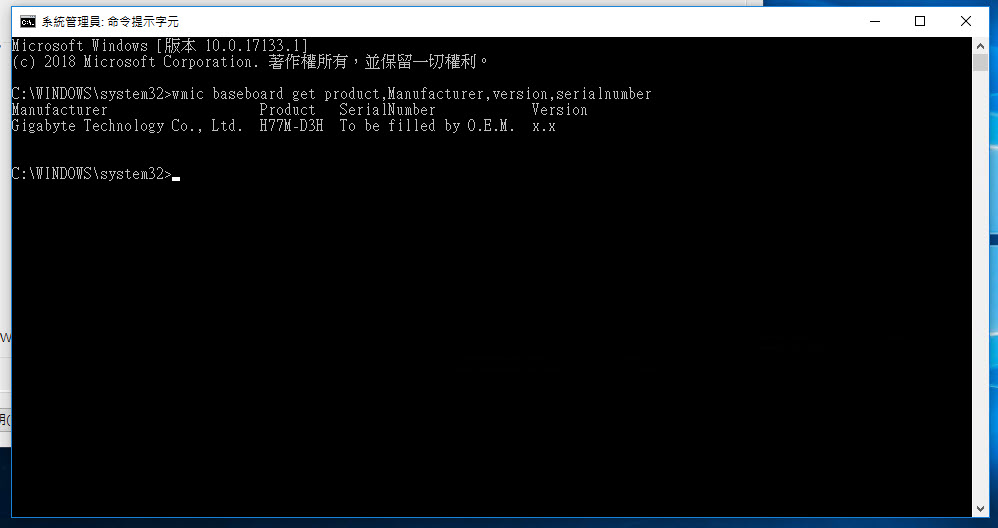 系統管理員: 命令提示字元
Microsoft Windows [版本 10.0.17133.1]
(c) 2018 Microsoft Corporation. 著作權所有，並保留一切權利。
C:\WINDOWS\system32>wmic baseboard get product,Manufacturer,version,serialnumber
Manufacturer                   Product   SerialNumber            Version
Gigabyte Technology Co., Ltd.  H77M-D3H  To be filled by O.E.M.  x.x
C:\WINDOWS\system32>
W
明(